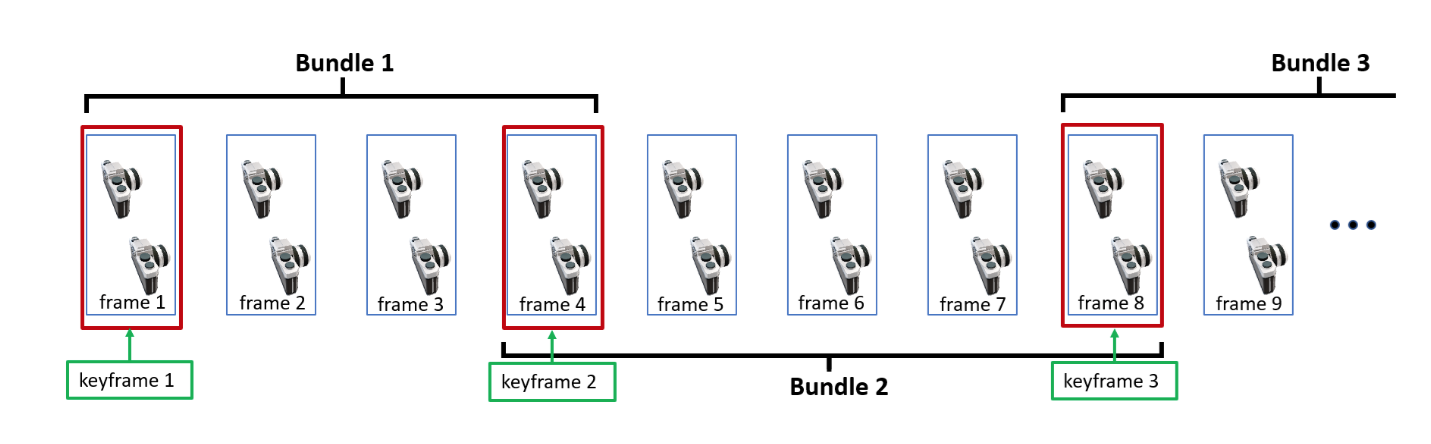 Bundle 1
Bundle 3
frame 1
frame 2
frame 3
frame 4
frame 5
frame 6
frame 7
frame 8
frame 9
keyframe 1
keyframe 2
keyframe 3
Bundle 2